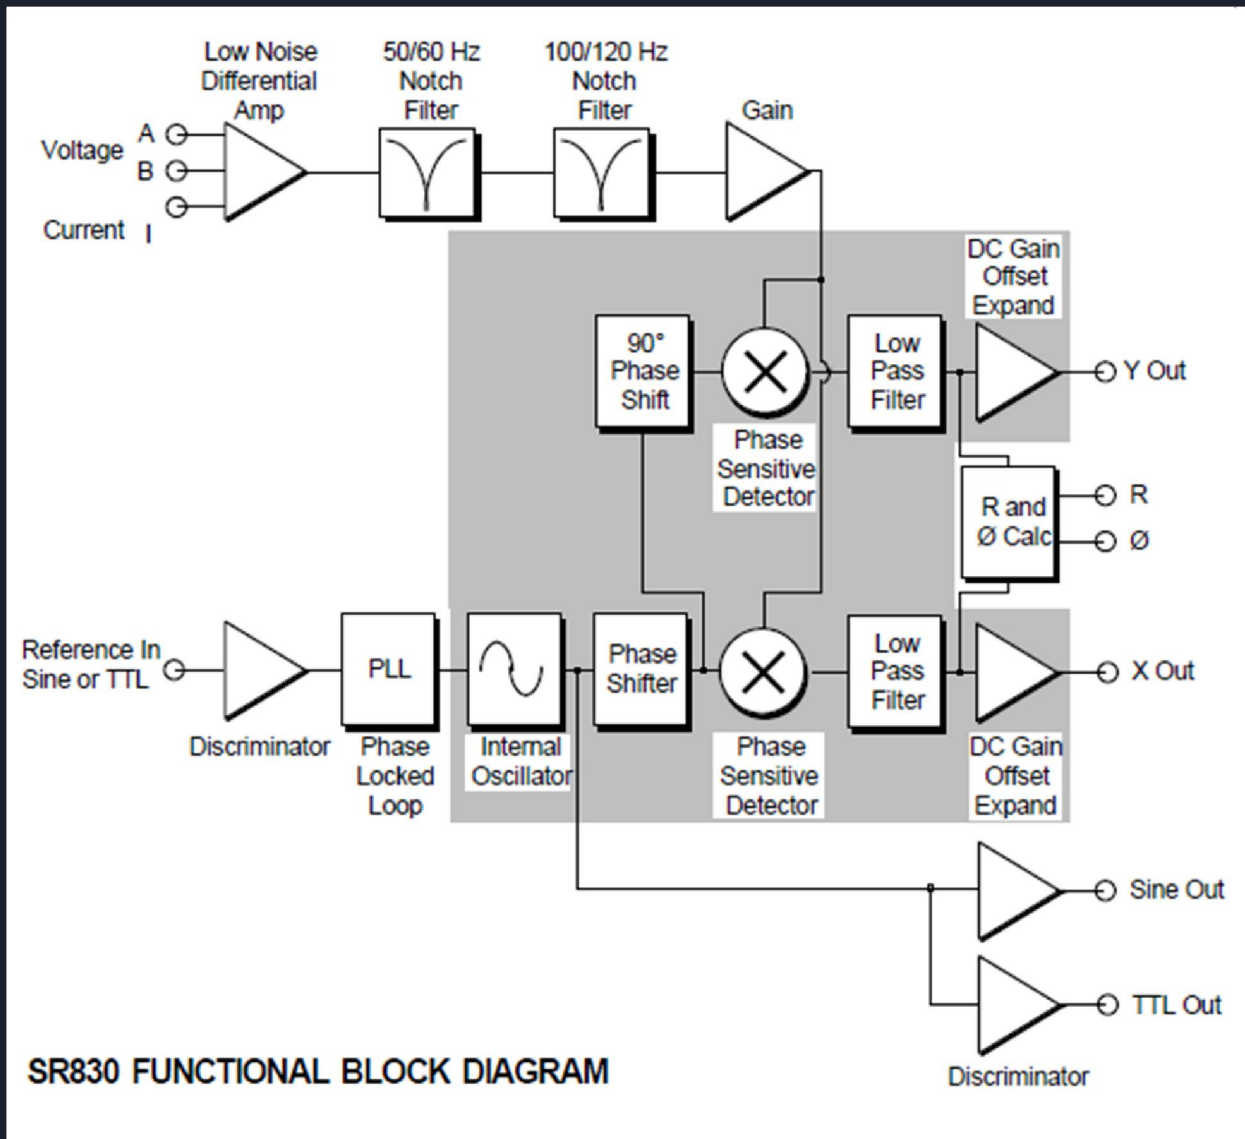 Low Noise
Differential
Amp
50/60 Hz
Notch
Filter
100/120 Hz
Notch
Filter
Gain
Voltage
A
B
Current
I
DC Gain
Offset
Expand
90°
Phase
Shift
Low
Pass
Filter
Y Out
Phase
Sensitive
Detector
R and
Ø Calc
R
Ø
Reference In
Sine or TTL
PLL
Phase
Shifter
Low
Pass
Filter
X Out
Discriminator
Phase
Locked
Loop
Internal
Oscillator
Phase
Sensitive
Detector
DC Gain
Offset
Expand
Sine Out
TTL Out
Discriminator
SR830 FUNCTIONAL BLOCK DIAGRAM